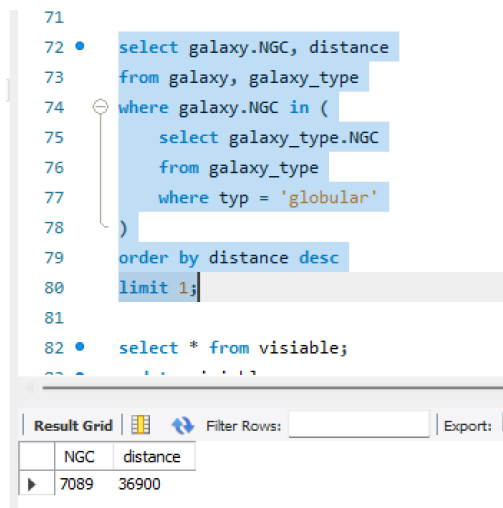 71
72 select galaxy.NGC, distance
73 from galaxy, galaxy_type
74 where galaxy.NGC in (
75 select galaxy_type.NGC
76 from galaxy_type
77 where typ = 'globular'
78 )
79 order by distance desc
80 limit 1;
81
82 select * from visiable;
Result Grid Filter Rows: Export:
NGC distance
7089 36900